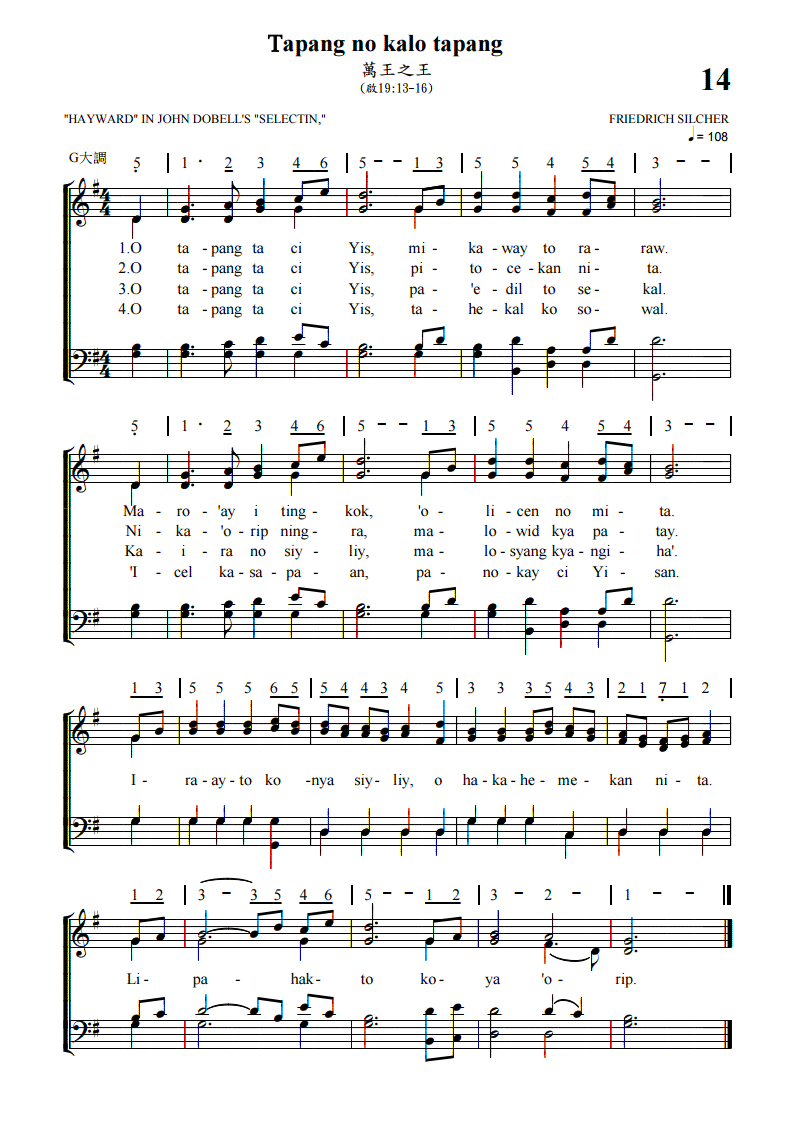 Tapang no kalo tapang
萬王之王
14
(啟19:13-16)
"HAYWARD" IN JOHN DOBELL'S "SELECTIN," FRIEDRICH SILCHER
♩= 108
G大調 5 | 1 · 2 3 4 6 | 5 - - 1 3 | 5 5 4 5 4 | 3 - - |
1.O ta - pang ta ci Yis, mi - ka - way to ra - raw.
2.O ta - pang ta ci Yis, pi - to - ce - kan ni - ta.
3.O ta - pang ta ci Yis, pa - 'e - dil to se - kal.
4.O ta - pang ta ci Yis, ta - he - kal ko so - wal.
5 | 1 · 2 3 4 6 | 5 - - 1 3 | 5 5 4 5 4 | 3 - - |
Ma - ro - 'ay i ting - kok, 'o - li - cen no mi - ta.
Ni - ka - 'o - rip ning - ra, ma - lo - wid kya pa - tay.
Ka - i - ra no siy - liy, ma - lo - syang kya - ngi - ha'.
'I - cel ka - sa - pa - an, pa - no - kay ci Yi - san.
1 3 | 5 5 5 6 5 | 5 4 4 3 4 5 | 3 3 3 5 4 3 | 2 1 7 1 2 |
I - ra - ay - to ko - nya siy - liy, o ha - ka - he - me - kan ni - ta.
1 2 | 3 - 3 5 4 6 | 5 - - 1 2 | 3 - 2 - | 1 - - ‖
Li - pa - hak - to ko - ya 'o - rip.